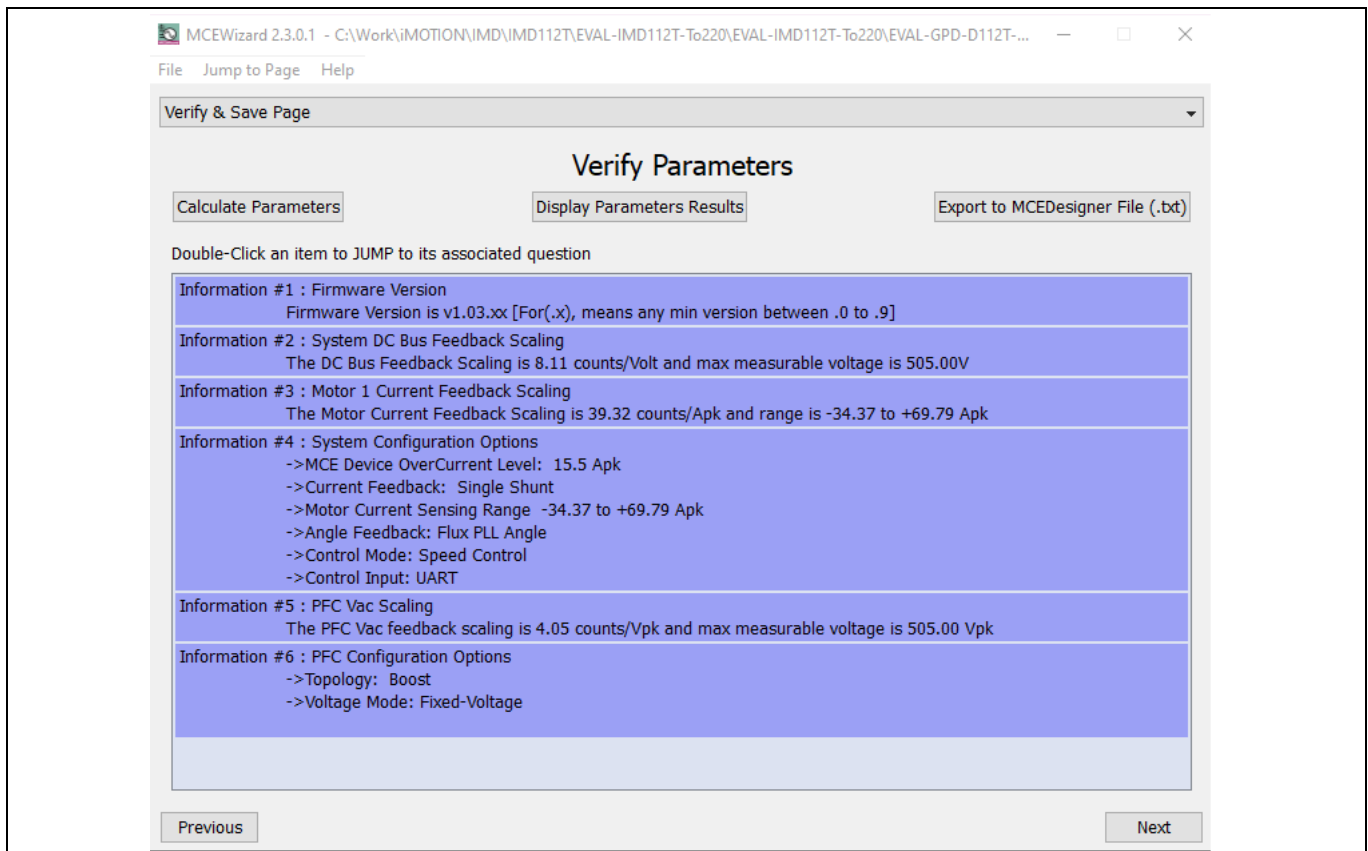 MCEWizard 2.3.0.1 - C:\Work\iMOTION\IMD\IMD112T\EVAL-IMD112T-To220\EVAL-IMD112T-To220\EVAL-GPD-D112T-...
File Jump to Page Help
Verify & Save Page
Verify Parameters
Calculate Parameters Display Parameters Results Export to MCEDesigner File (.txt)
Double-Click an item to JUMP to its associated question
Information #1 : Firmware Version
Firmware Version is v1.03.xx [For(.x), means any min version between .0 to .9]
Information #2 : System DC Bus Feedback Scaling
The DC Bus Feedback Scaling is 8.11 counts/Volt and max measurable voltage is 505.00V
Information #3 : Motor 1 Current Feedback Scaling
The Motor Current Feedback Scaling is 39.32 counts/Apk and range is -34.37 to +69.79 Apk
Information #4 : System Configuration Options
->MCE Device OverCurrent Level: 15.5 Apk
->Current Feedback: Single Shunt
->Motor Current Sensing Range -34.37 to +69.79 Apk
->Angle Feedback: Flux PLL Angle
->Control Mode: Speed Control
->Control Input: UART
Information #5 : PFC Vac Scaling
The PFC Vac feedback scaling is 4.05 counts/Vpk and max measurable voltage is 505.00 Vpk
Information #6 : PFC Configuration Options
->Topology: Boost
->Voltage Mode: Fixed-Voltage
Previous Next